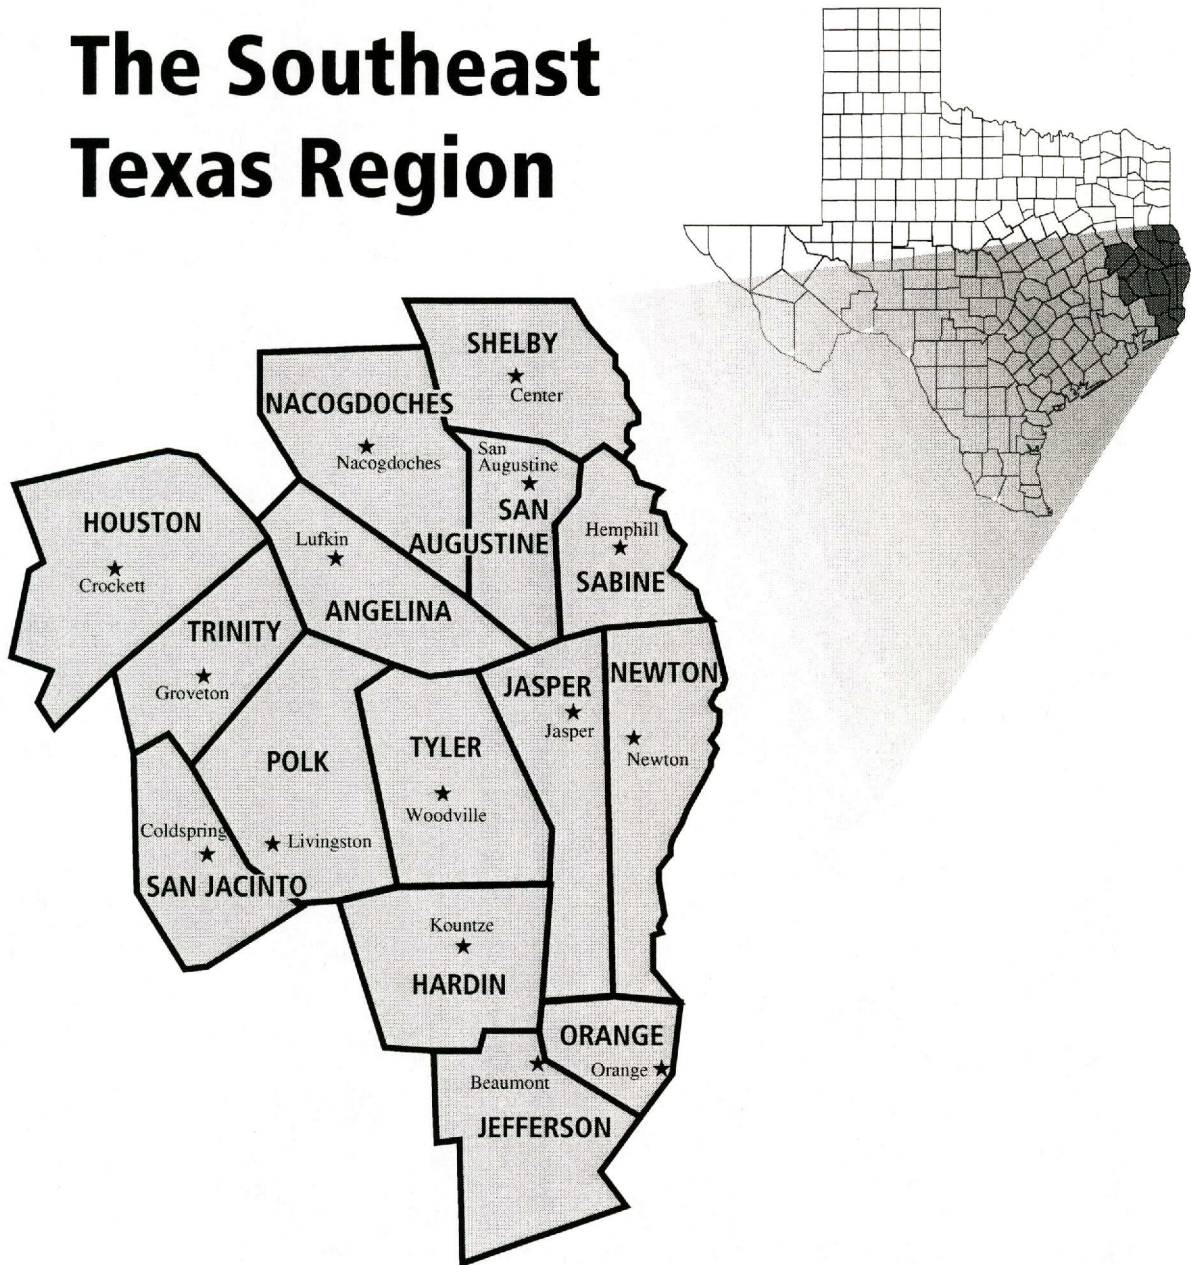 The Southeast
Texas Region
SHELBY
Center
NACOGDOCHES
Nacogdoches
San
Augustine
SAN
AUGUSTINE
HOUSTON
Crockett
Lufkin
ANGELINA
Hemphill
SABINE
TRINITY
Groveton
JASPER
Jasper
NEWTON
Newton
POLK
Livingston
TYLER
Woodville
Coldspring
SAN JACINTO
Kountze
HARDIN
ORANGE
Orange
Beaumont
JEFFERSON